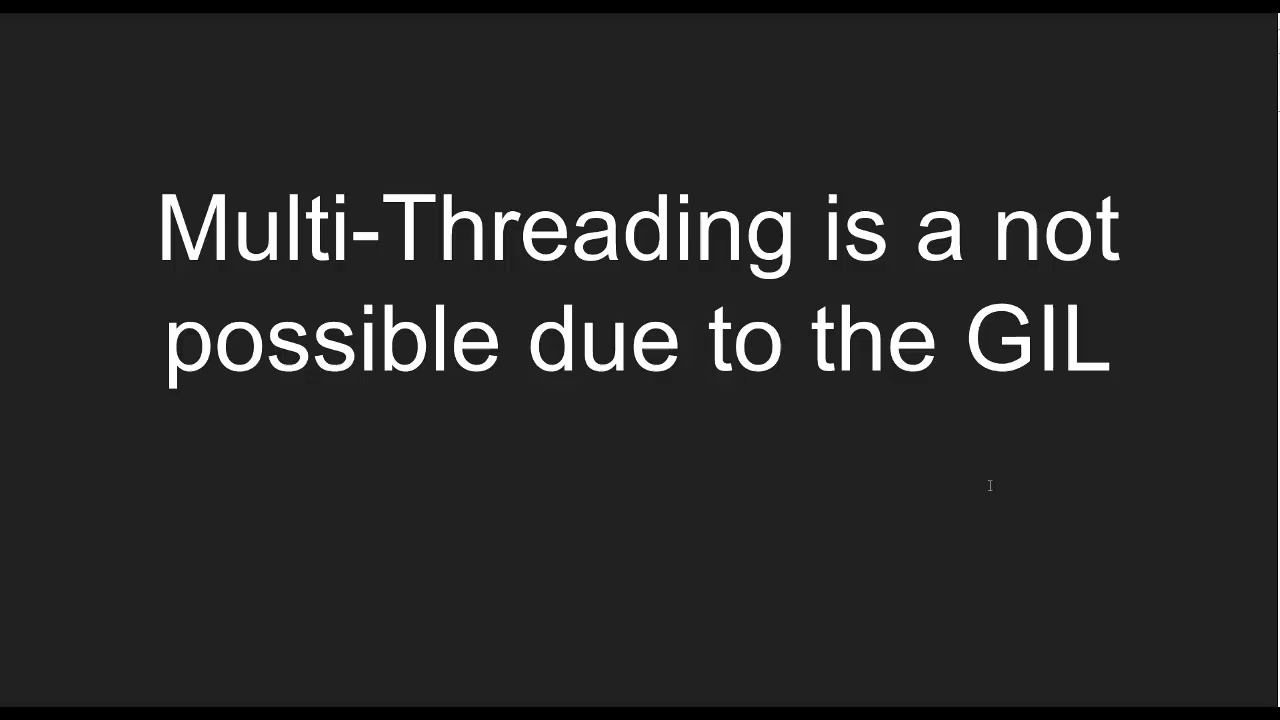 Multi-Threading is a not
possible due to the GIL